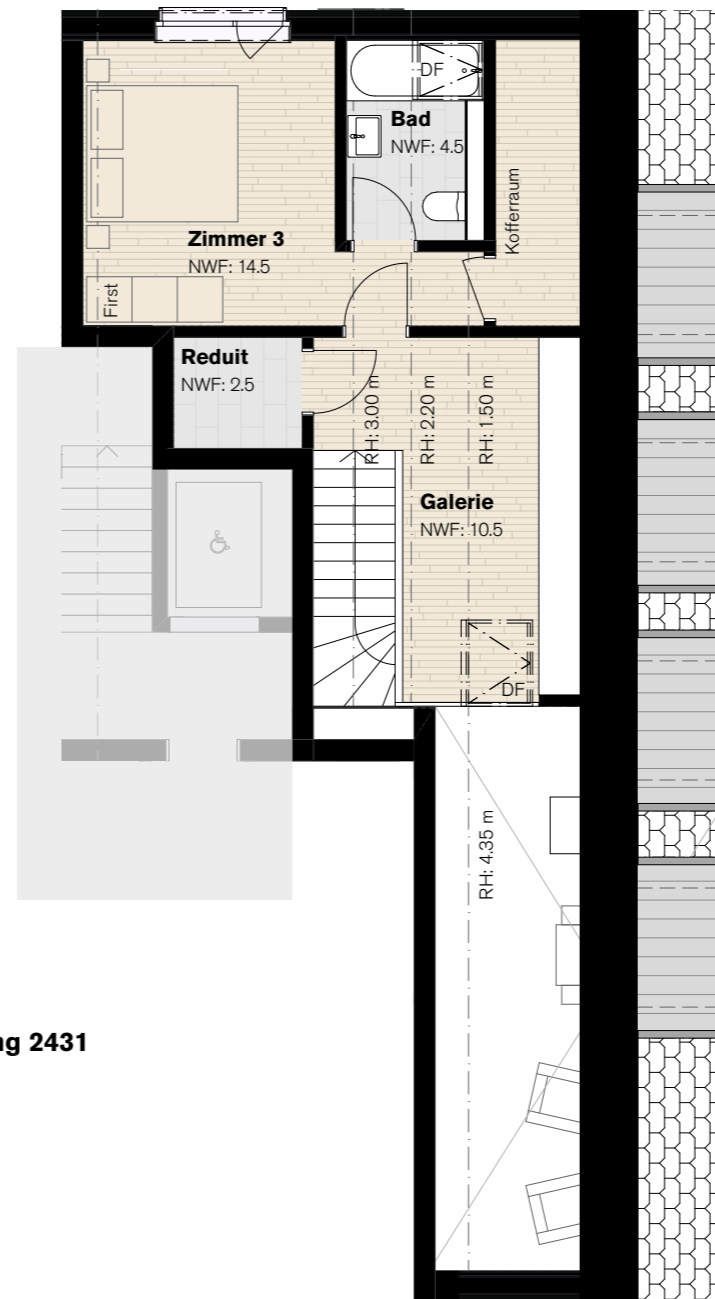 DF
Bad
NWF: 4.5
Kofferraum
Zimmer 3
NWF: 14.5
First
Reduit
NWF: 2.5
RH: 3.00 m
RH: 2.20 m
RH: 1.50 m
Galerie
NWF: 10.5
DF
RH: 4.35 m
ng 2431